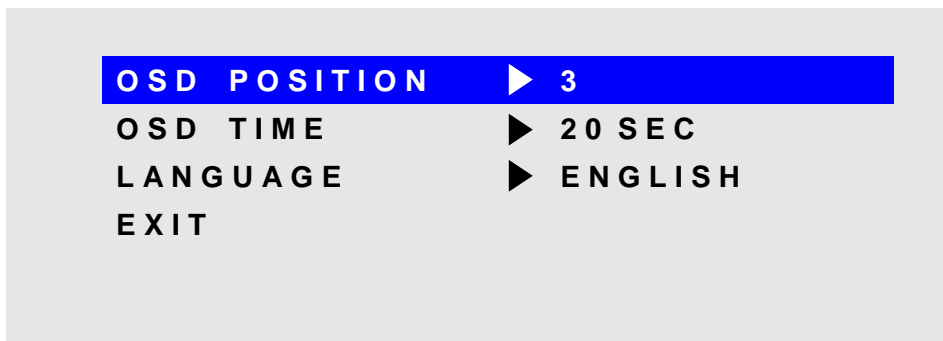 OSD POSITION ▶ 3
OSD TIME ▶ 20 SEC
LANGUAGE ▶ ENGLISH
EXIT